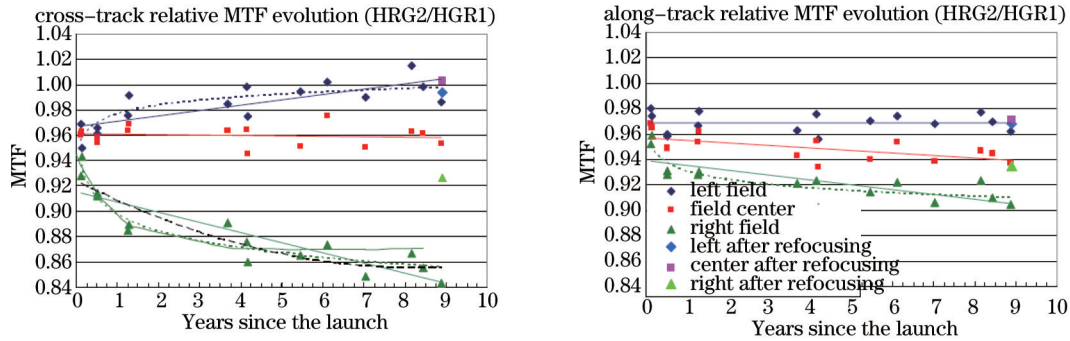 cross-track relative MTF evolution (HRG2/HGR1)
1.04
1.02
1.00
0.98
0.96
0.94
0.92
0.90
0.88
0.86
0.84
MTF
0 1 2 3 4 5 6 7 8 9 10
Years since the launch
along-track relative MTF evolution (HRG2/HGR1)
1.04
1.02
1.00
0.98
0.96
0.94
0.92
0.90
0.88
0.86
0.84
MTF
left field
field center
right field
left after refocusing
center after refocusing
right after refocusing
0 1 2 3 4 5 6 7 8 9 10
Years since the launch